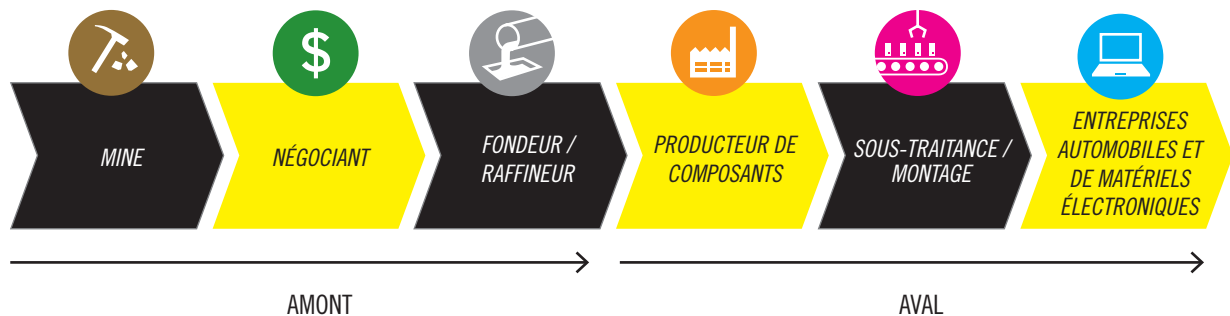 $
MINE
NÉGOCIANT
FONDEUR /
RAFFINEUR
PRODUCTEUR DE
COMPOSANTS
SOUS-TRAITANCE /
MONTAGE
ENTREPRISES
AUTOMOBILES ET
DE MATÉRIELS
ÉLECTRONIQUES
AMONT
AVAL